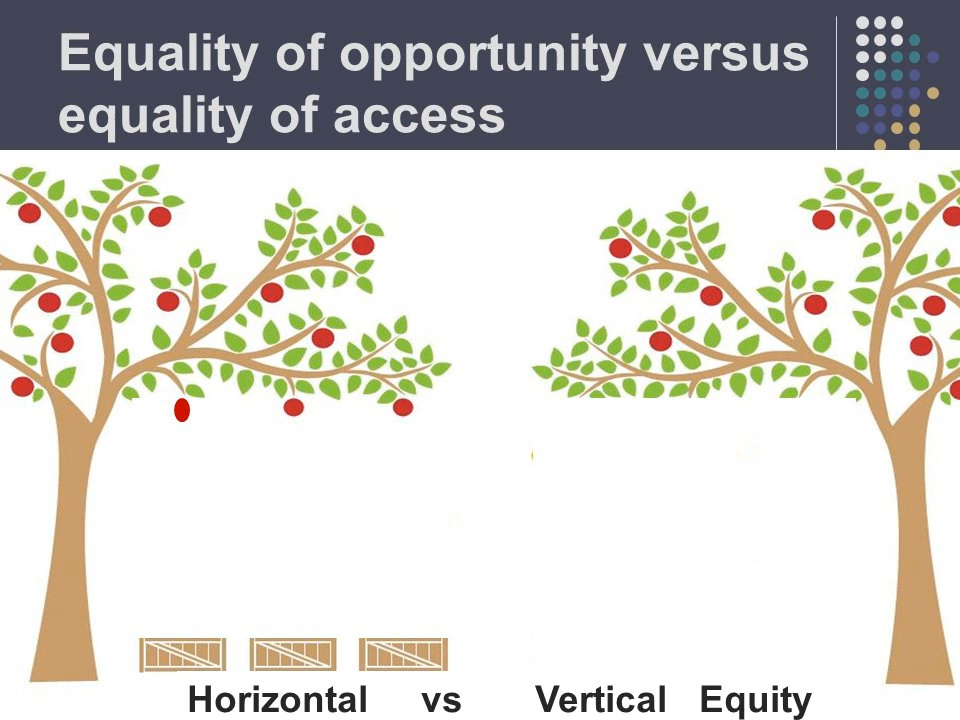 Equality of opportunity versus
equality of access
Horizontal vs Vertical Equity